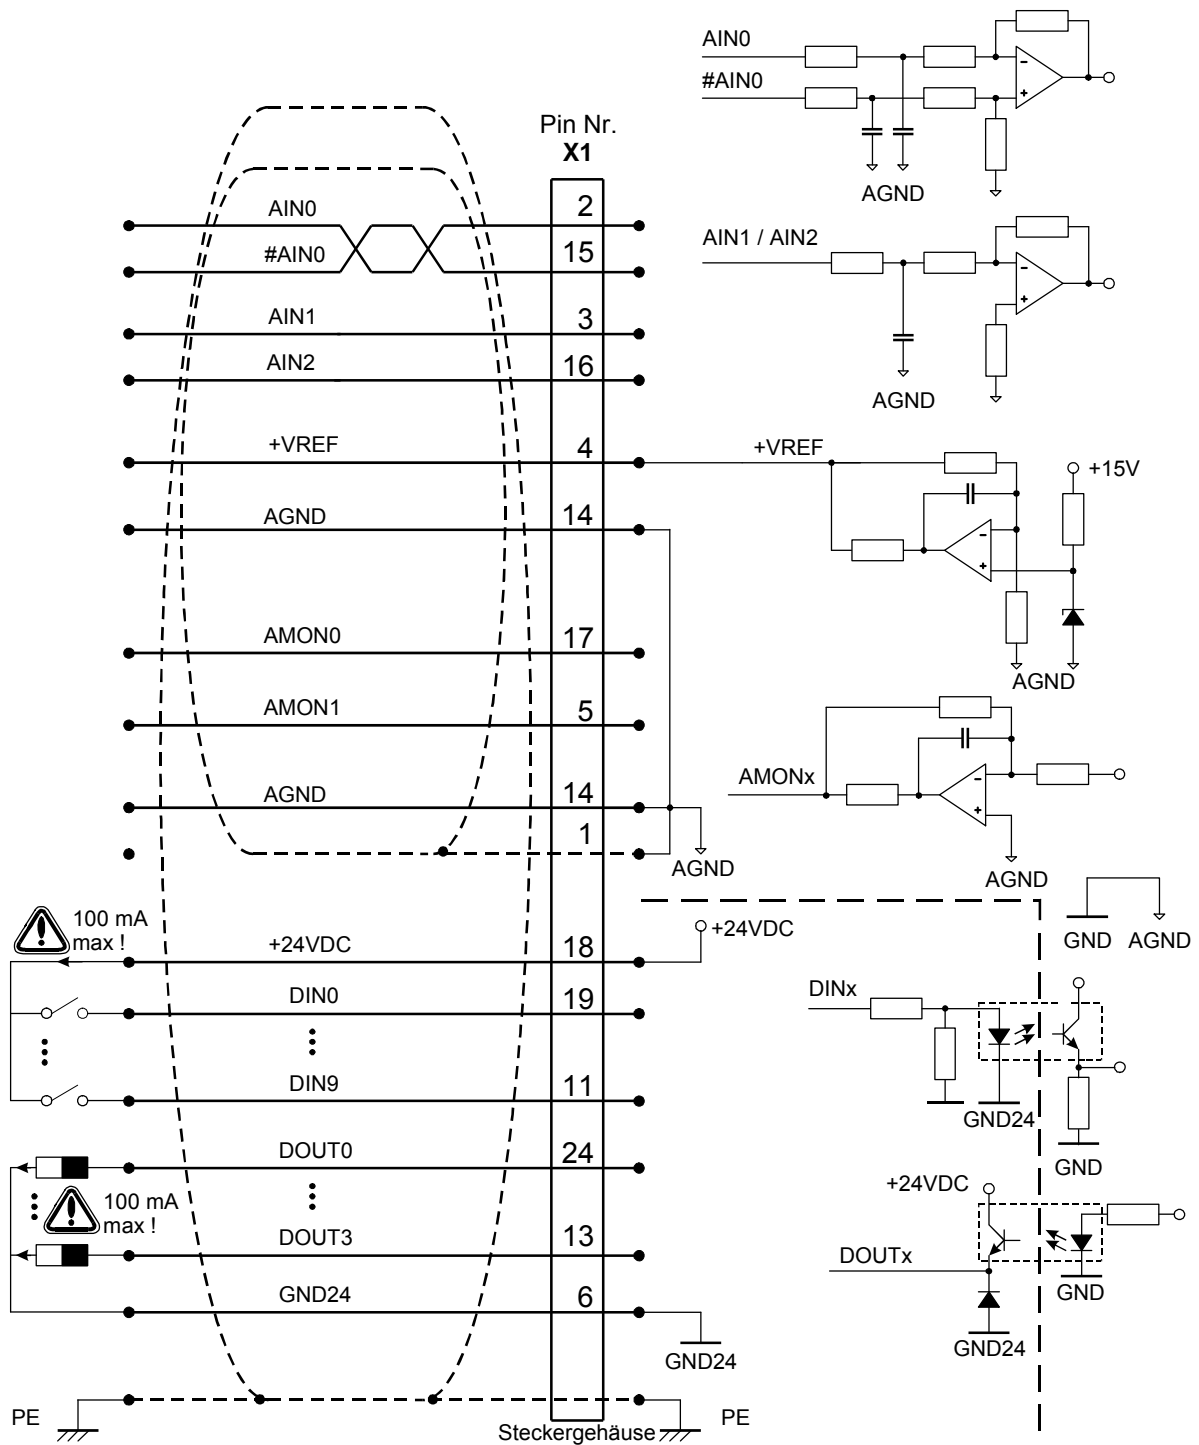 Pin Nr.
X1
AIN0
2
#AIN0
15
AIN1
3
AIN2
16
+VREF
4
AGND
14
AMON0
17
AMON1
5
AGND
14
1
AGND
100 mA
max !
+24VDC
18
+24VDC
DIN0
19
DIN9
11
DOUT0
24
100 mA
max !
DOUT3
13
GND24
6
GND24
PE
Steckergehäuse
PE
AIN0
#AIN0
-
+
AGND
AIN1 / AIN2
-
+
AGND
+VREF
+15V
-
+
AGND
AMONx
-
+
AGND
GND AGND
DINx
GND24
GND
+24VDC
DOUTx
GND
GND24